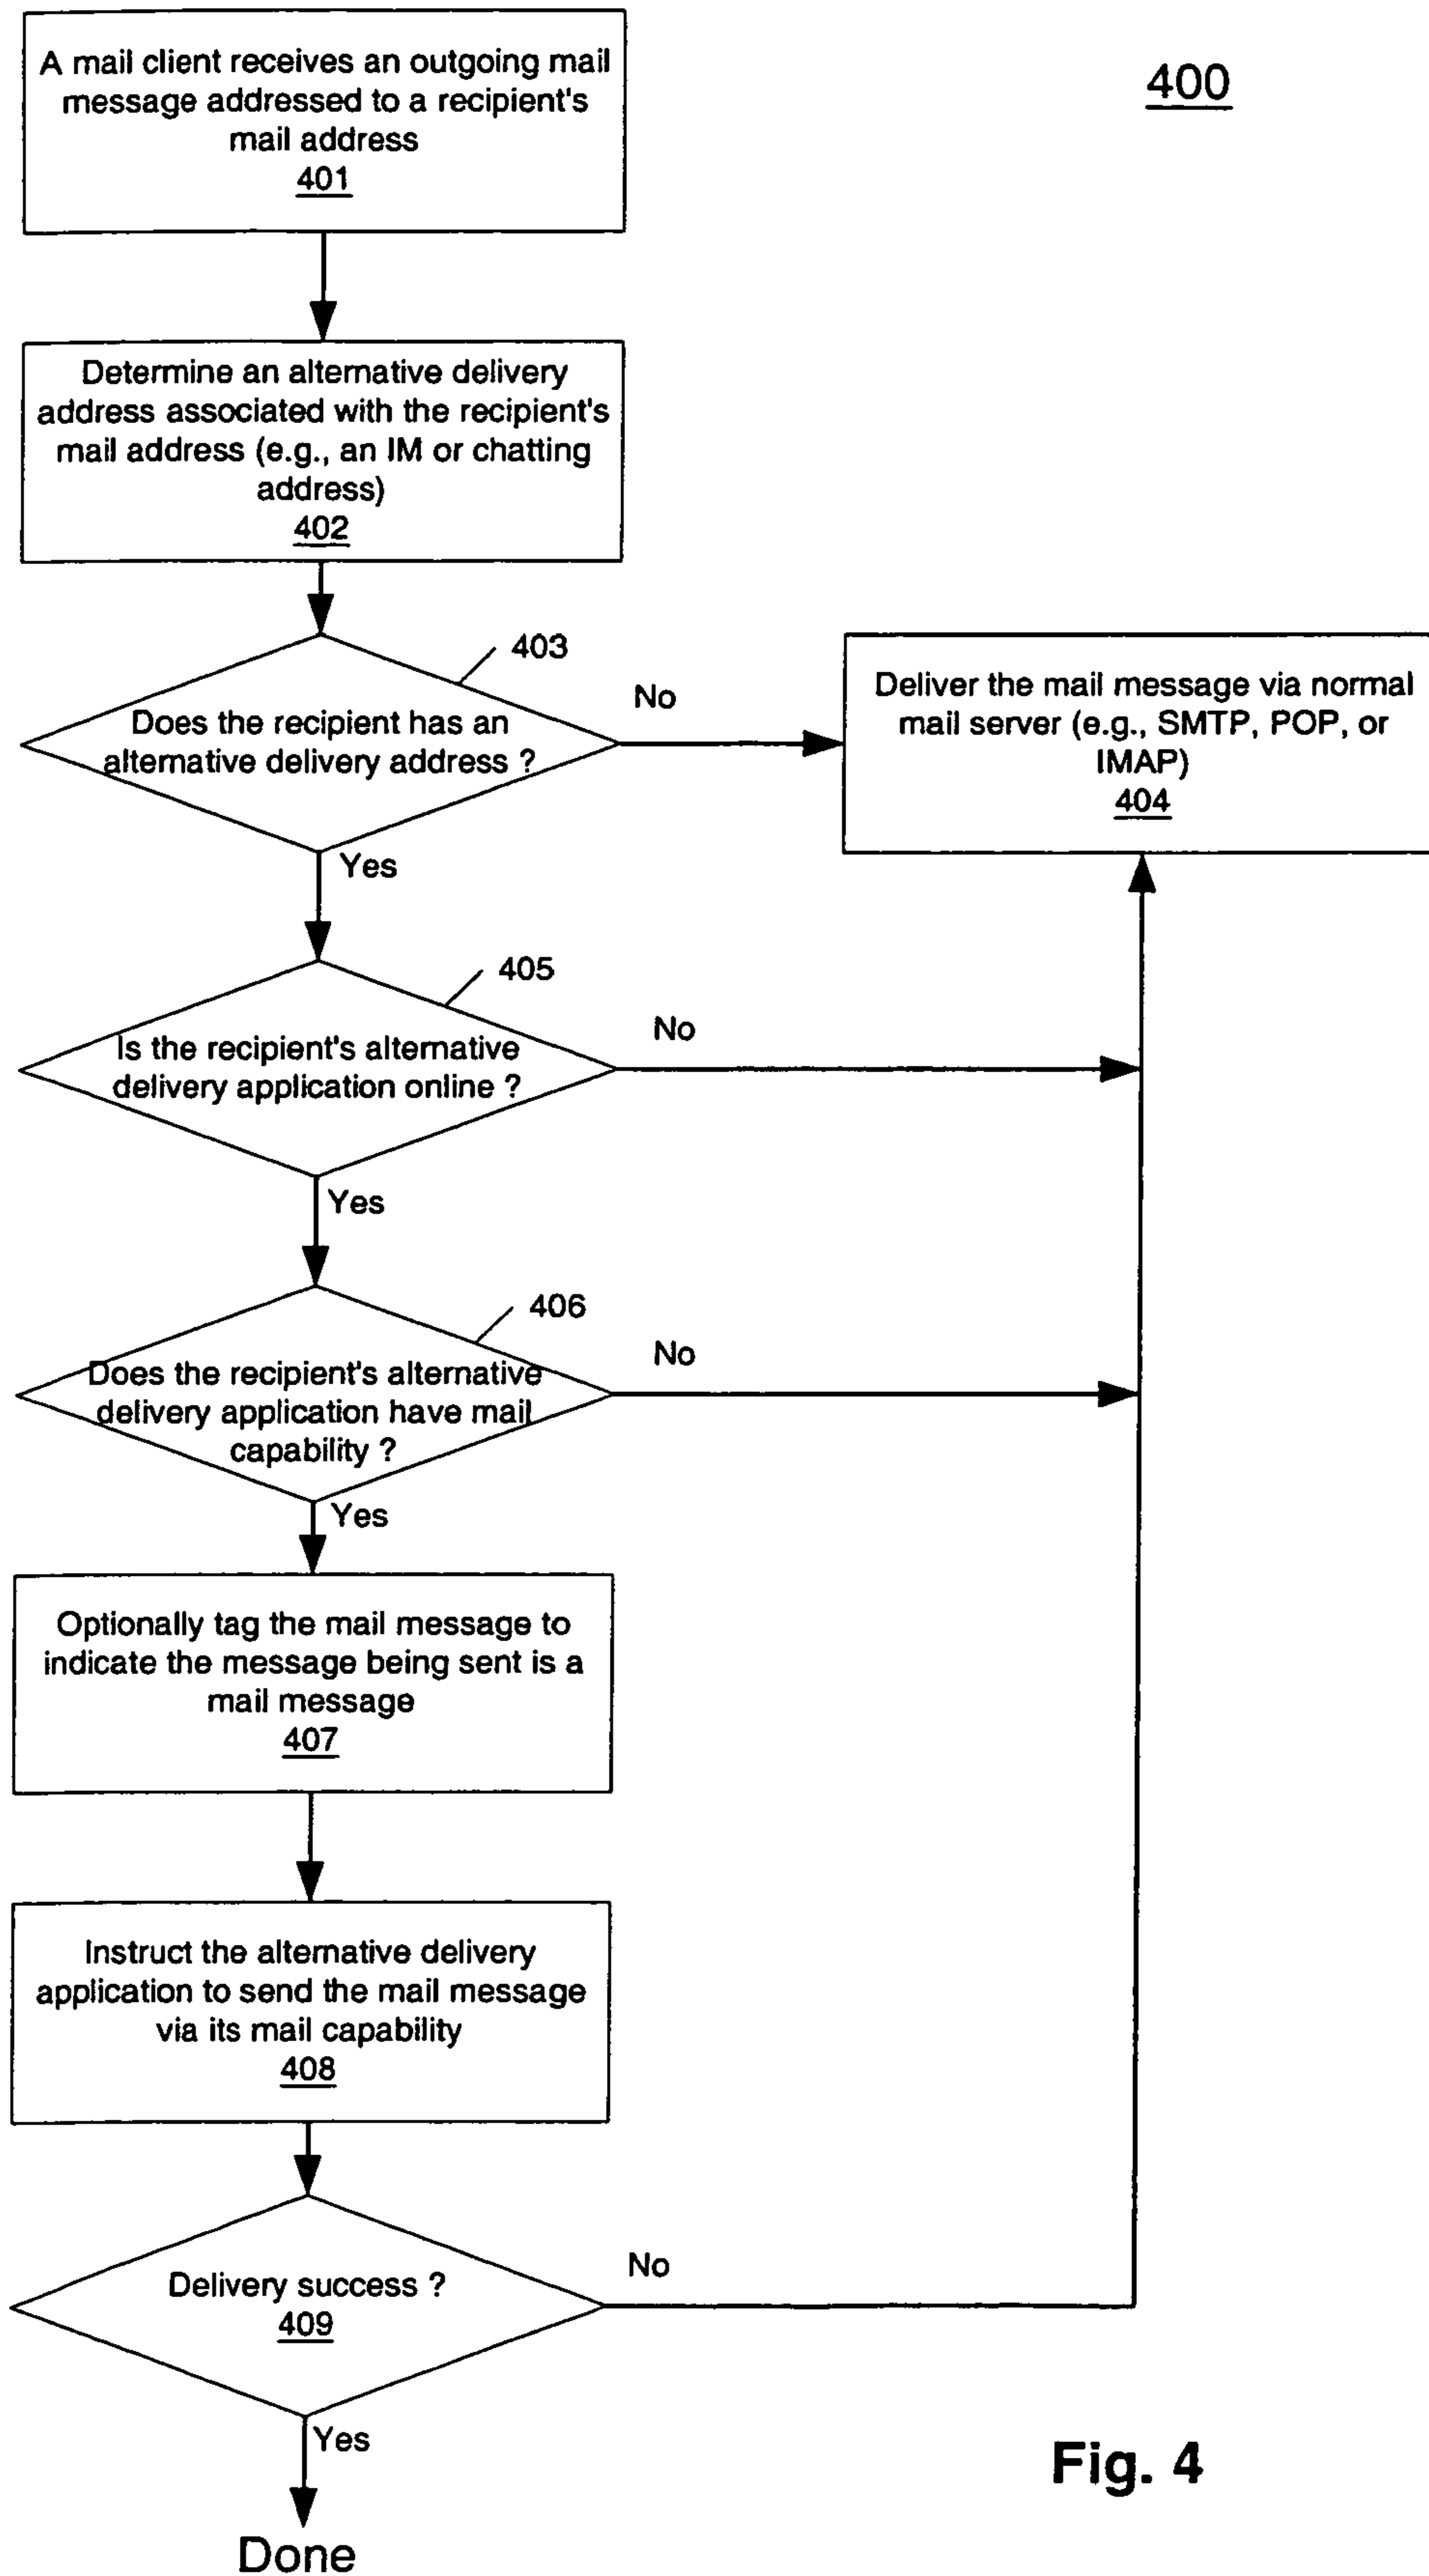 A mail client receives an outgoing mail
message addressed to a recipient's
mail address
401
400
Determine an alternative delivery
address associated with the recipient's
mail address (e.g., an IM or chatting
address)
402
403
Does the recipient has an
alternative delivery address ?
No
Deliver the mail message via normal
mail server (e.g., SMTP, POP, or
IMAP)
404
Yes
405
Is the recipient's alternative
delivery application online ?
No
Yes
406
Does the recipient's alternative
delivery application have mail
capability ?
No
Yes
Optionally tag the mail message to
indicate the message being sent is a
mail message
407
Instruct the alternative delivery
application to send the mail message
via its mail capability
408
Delivery success ?
409
No
Yes
Done
Fig. 4